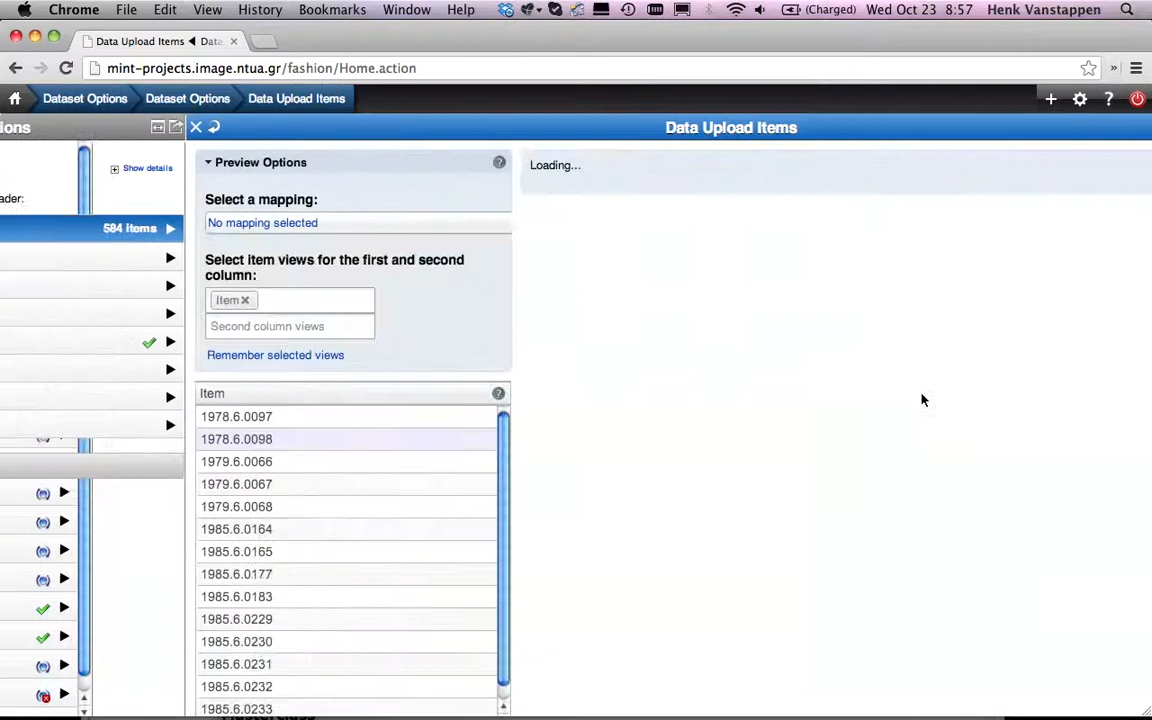 Chrome File Edit View History Bookmarks Window Help (Charged) Wed Oct 23 8:57 Henk Vanstappen
Data Upload Items ◀ Data
mint-projects.image.ntua.gr/fashion/Home.action
Dataset Options Dataset Options Data Upload Items
ions Data Upload Items
Show details
ader:
584 items
Preview Options
Select a mapping:
No mapping selected
Select item views for the first and second
column:
Item
Second column views
Remember selected views
Item
1978.6.0097
1978.6.0098
1979.6.0066
1979.6.0067
1979.6.0068
1985.6.0164
1985.6.0165
1985.6.0177
1985.6.0183
1985.6.0229
1985.6.0230
1985.6.0231
1985.6.0232
1985.6.0233
Loading...